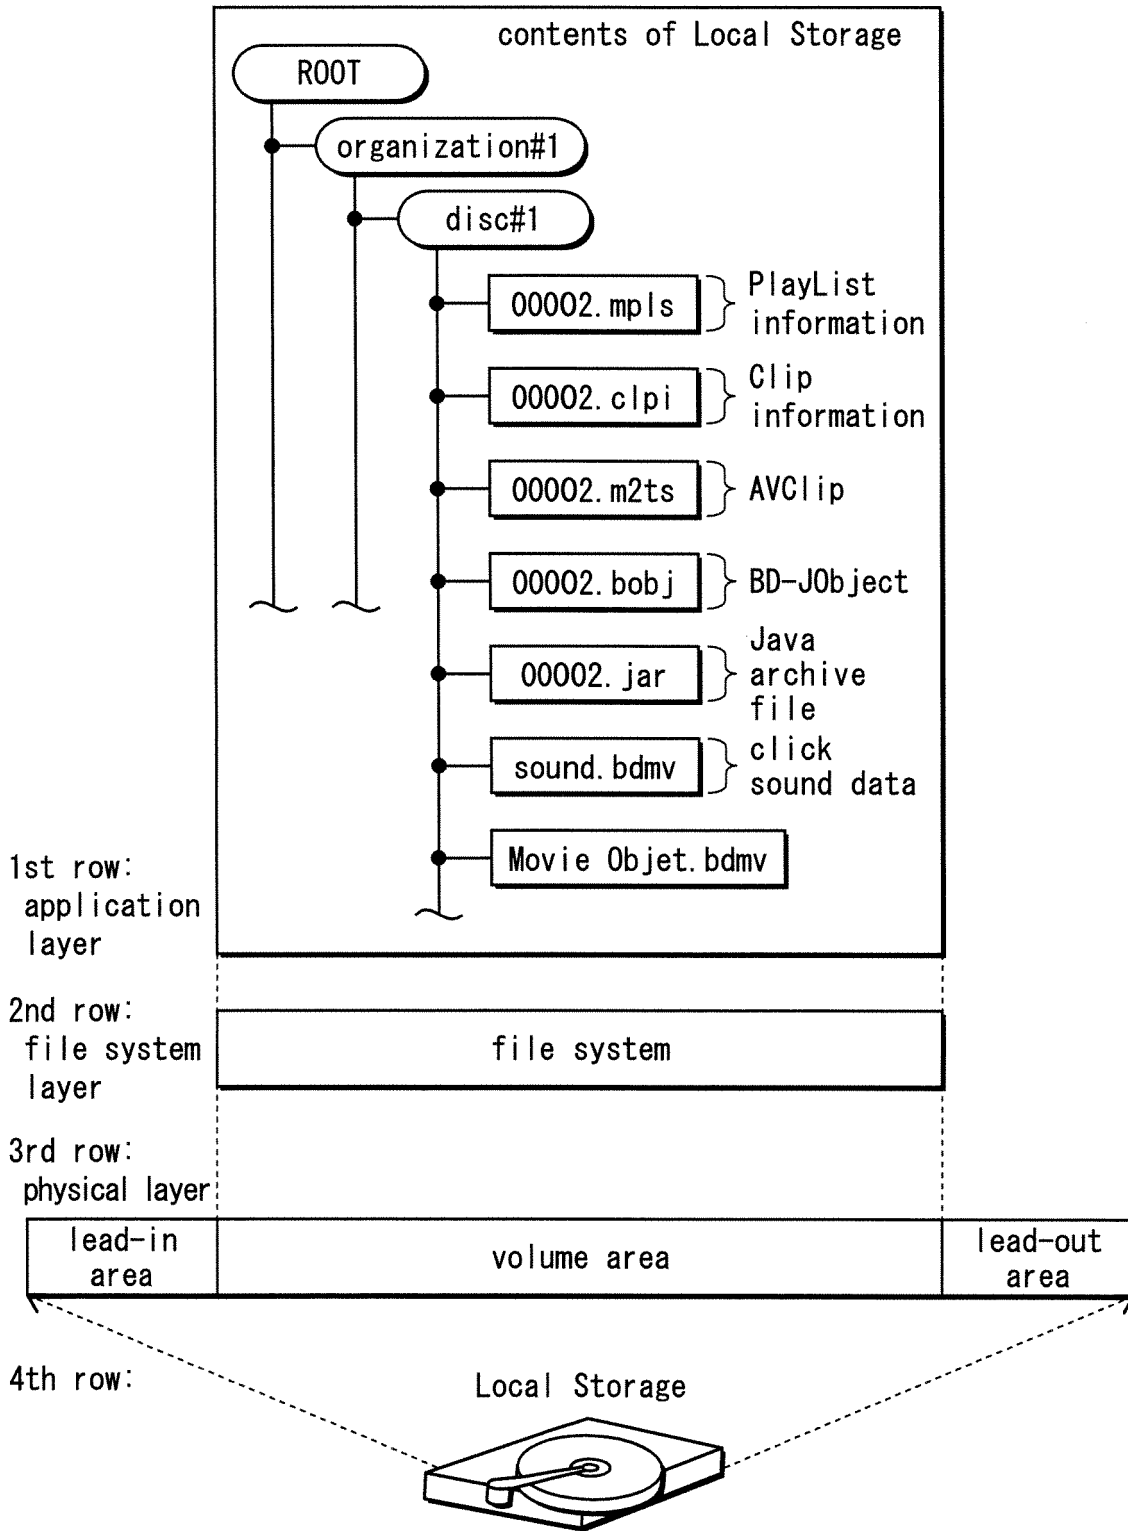 contents of Local Storage
ROOT
organization#1
disc#1
00002.mpls
PlayList
information
00002.clpi
Clip
information
00002.m2ts
AVClip
00002.bobj
BD-JObject
00002.jar
Java
archive
file
sound.bdmv
click
sound data
Movie Objet.bdmv
1st row:
application
layer
2nd row:
file system
layer
file system
3rd row:
physical layer
lead-in
area
volume area
lead-out
area
4th row:
Local Storage